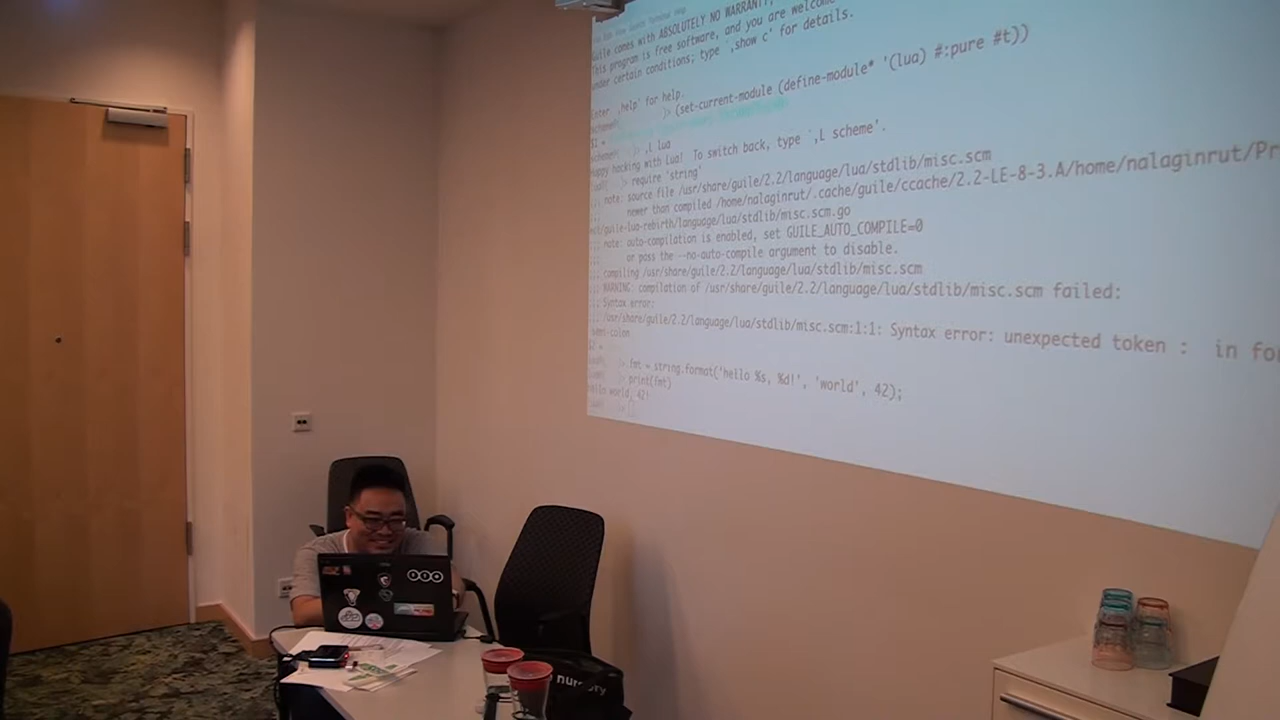 Guile comes with ABSOLUTELY NO WARRANTY;
This program is free software, and you are welcome
under certain conditions; type `,show c' for details.
Enter `,help' for help.
> (set-current-module (define-module* '(lua) #:pure #t))
$1 =
> ,L lua
Happy hacking with Lua! To switch back, type `,L scheme'.
> require 'string'
;;; note: source file /usr/share/guile/2.2/language/lua/stdlib/misc.scm
;;; newer than compiled /home/nalaginrut/.cache/guile/ccache/2.2-LE-8-3.A/home/nalaginrut/Pr
/guile-lua-rebirth/language/lua/stdlib/misc.scm.go
;;; note: auto-compilation is enabled, set GUILE_AUTO_COMPILE=0
;;; or pass the --no-auto-compile argument to disable.
;;; compiling /usr/share/guile/2.2/language/lua/stdlib/misc.scm
;;; WARNING: compilation of /usr/share/guile/2.2/language/lua/stdlib/misc.scm failed:
;;; Syntax error:
;;; /usr/share/guile/2.2/language/lua/stdlib/misc.scm:1:1: Syntax error: unexpected token : in fo
semi-colon
$2 =
> fmt = string.format('hello %s, %d!', 'world', 42);
> print(fmt)
hello world, 42!